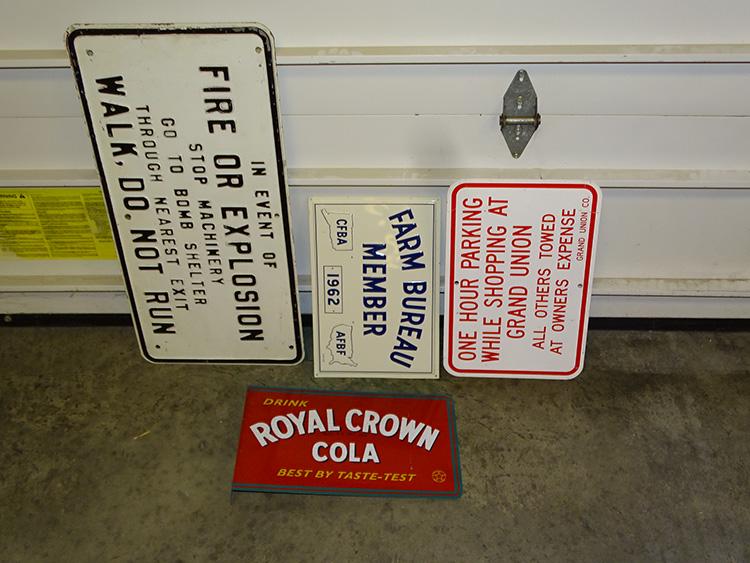 IN EVENT OF
FIRE OR EXPLOSION
STOP MACHINERY
GO TO BOMB SHELTER
THROUGH NEAREST EXIT
WALK, DO NOT RUN
FARM BUREAU
MEMBER
CFBA
1962
AFBF
ONE HOUR PARKING
WHILE SHOPPING AT
GRAND UNION
ALL OTHERS TOWED
AT OWNERS EXPENSE
GRAND UNION CO.
DRINK
ROYAL CROWN
COLA
BEST BY TASTE-TEST